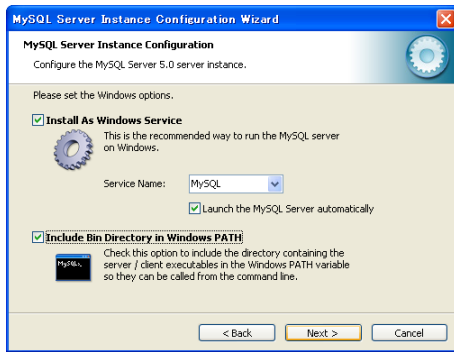 MySQL Server Instance Configuration Wizard
MySQL Server Instance Configuration
Configure the MySQL Server 5.0 server instance.
Please set the Windows options.
Install As Windows Service
This is the recommended way to run the MySQL server
on Windows.
Service Name: MySQL
Launch the MySQL Server automatically
Include Bin Directory in Windows PATH
MySQL>
Check this option to include the directory containing the
server / client executables in the Windows PATH variable
so they can be called from the command line.
< Back Next > Cancel